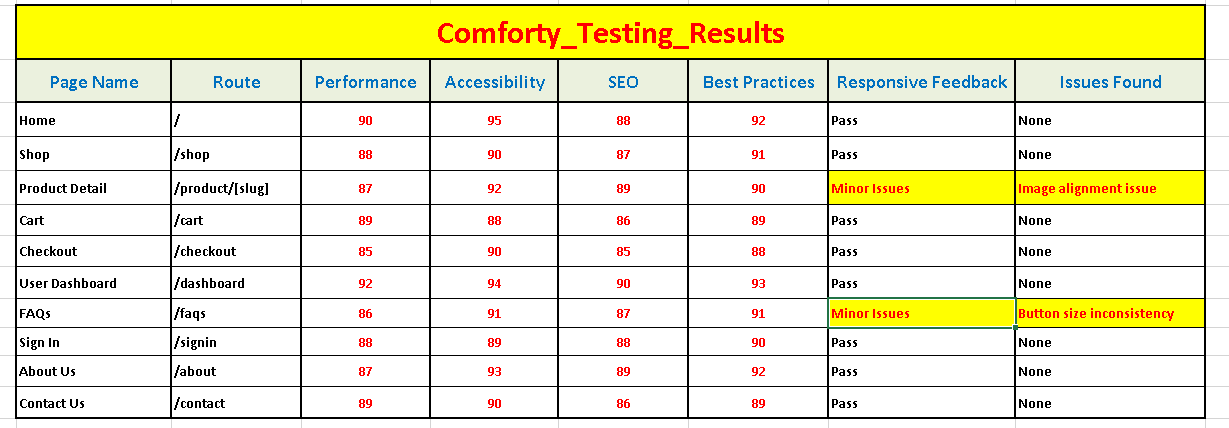 Comforty_Testing_Results
Page Name Route Performance Accessibility SEO Best Practices Responsive Feedback Issues Found
Home / 90 95 88 92 Pass None
Shop /shop 88 90 87 91 Pass None
Product Detail /product/[slug] 87 92 89 90 Minor Issues Image alignment issue
Cart /cart 89 88 86 89 Pass None
Checkout /checkout 85 90 85 88 Pass None
User Dashboard /dashboard 92 94 90 93 Pass None
FAQs /faqs 86 91 87 91 Minor Issues Button size inconsistency
Sign In /signin 88 89 88 90 Pass None
About Us /about 87 93 89 92 Pass None
Contact Us /contact 89 90 86 89 Pass None